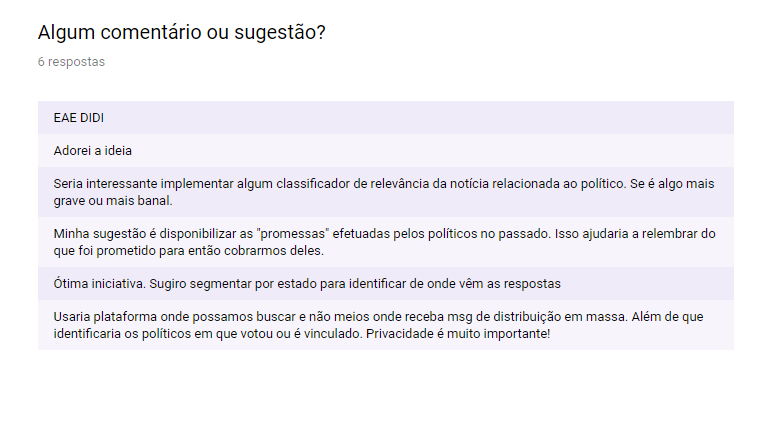 Algum comentário ou sugestão?
6 respostas
EAE DIDI
Adorei a ideia
Seria interessante implementar algum classificador de relevância da notícia relacionada ao político. Se é algo mais
grave ou mais banal.
Minha sugestão é disponibilizar as "promessas" efetuadas pelos políticos no passado. Isso ajudaria a relembrar do
que foi prometido para então cobrarmos deles.
Ótima iniciativa. Sugiro segmentar por estado para identificar de onde vêm as respostas
Usaria plataforma onde possamos buscar e não meios onde receba msg de distribuição em massa. Além de que
identificaria os políticos em que votou ou é vinculado. Privacidade é muito importante!